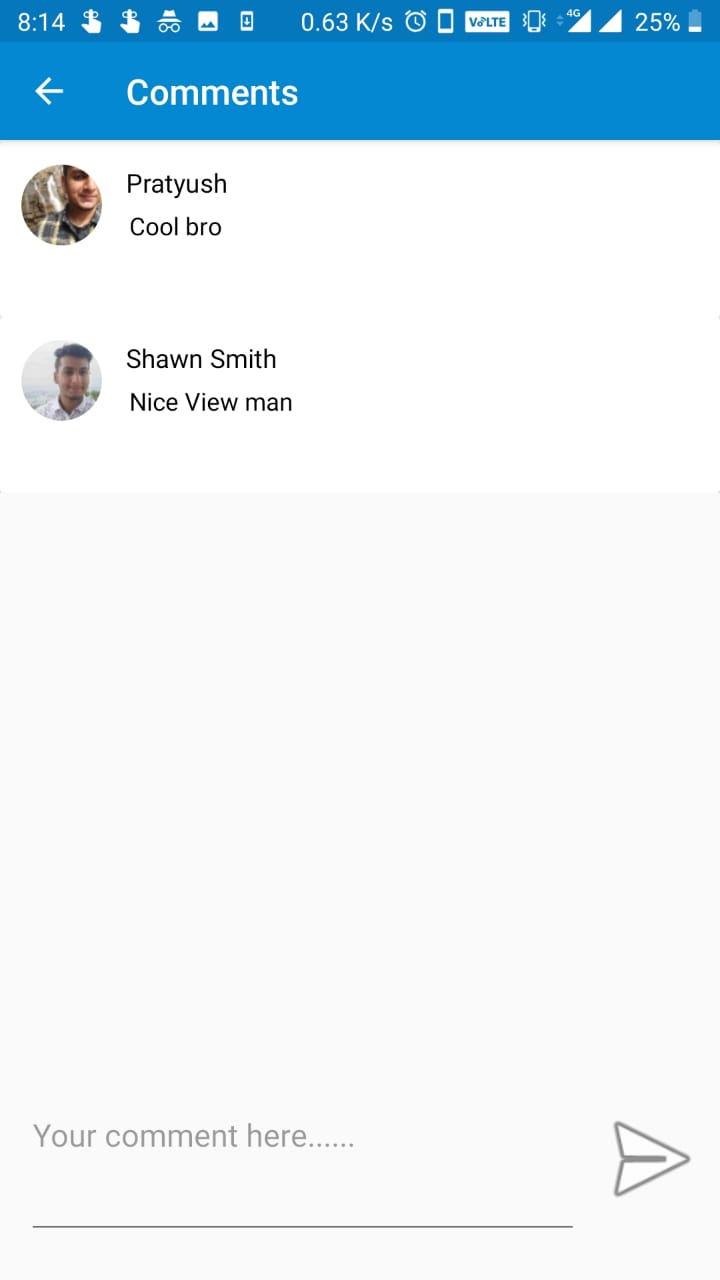 8:14 0.63 K/s VoLTE 4G 25%
Comments
Pratyush
Cool bro
Shawn Smith
Nice View man
Your comment here......